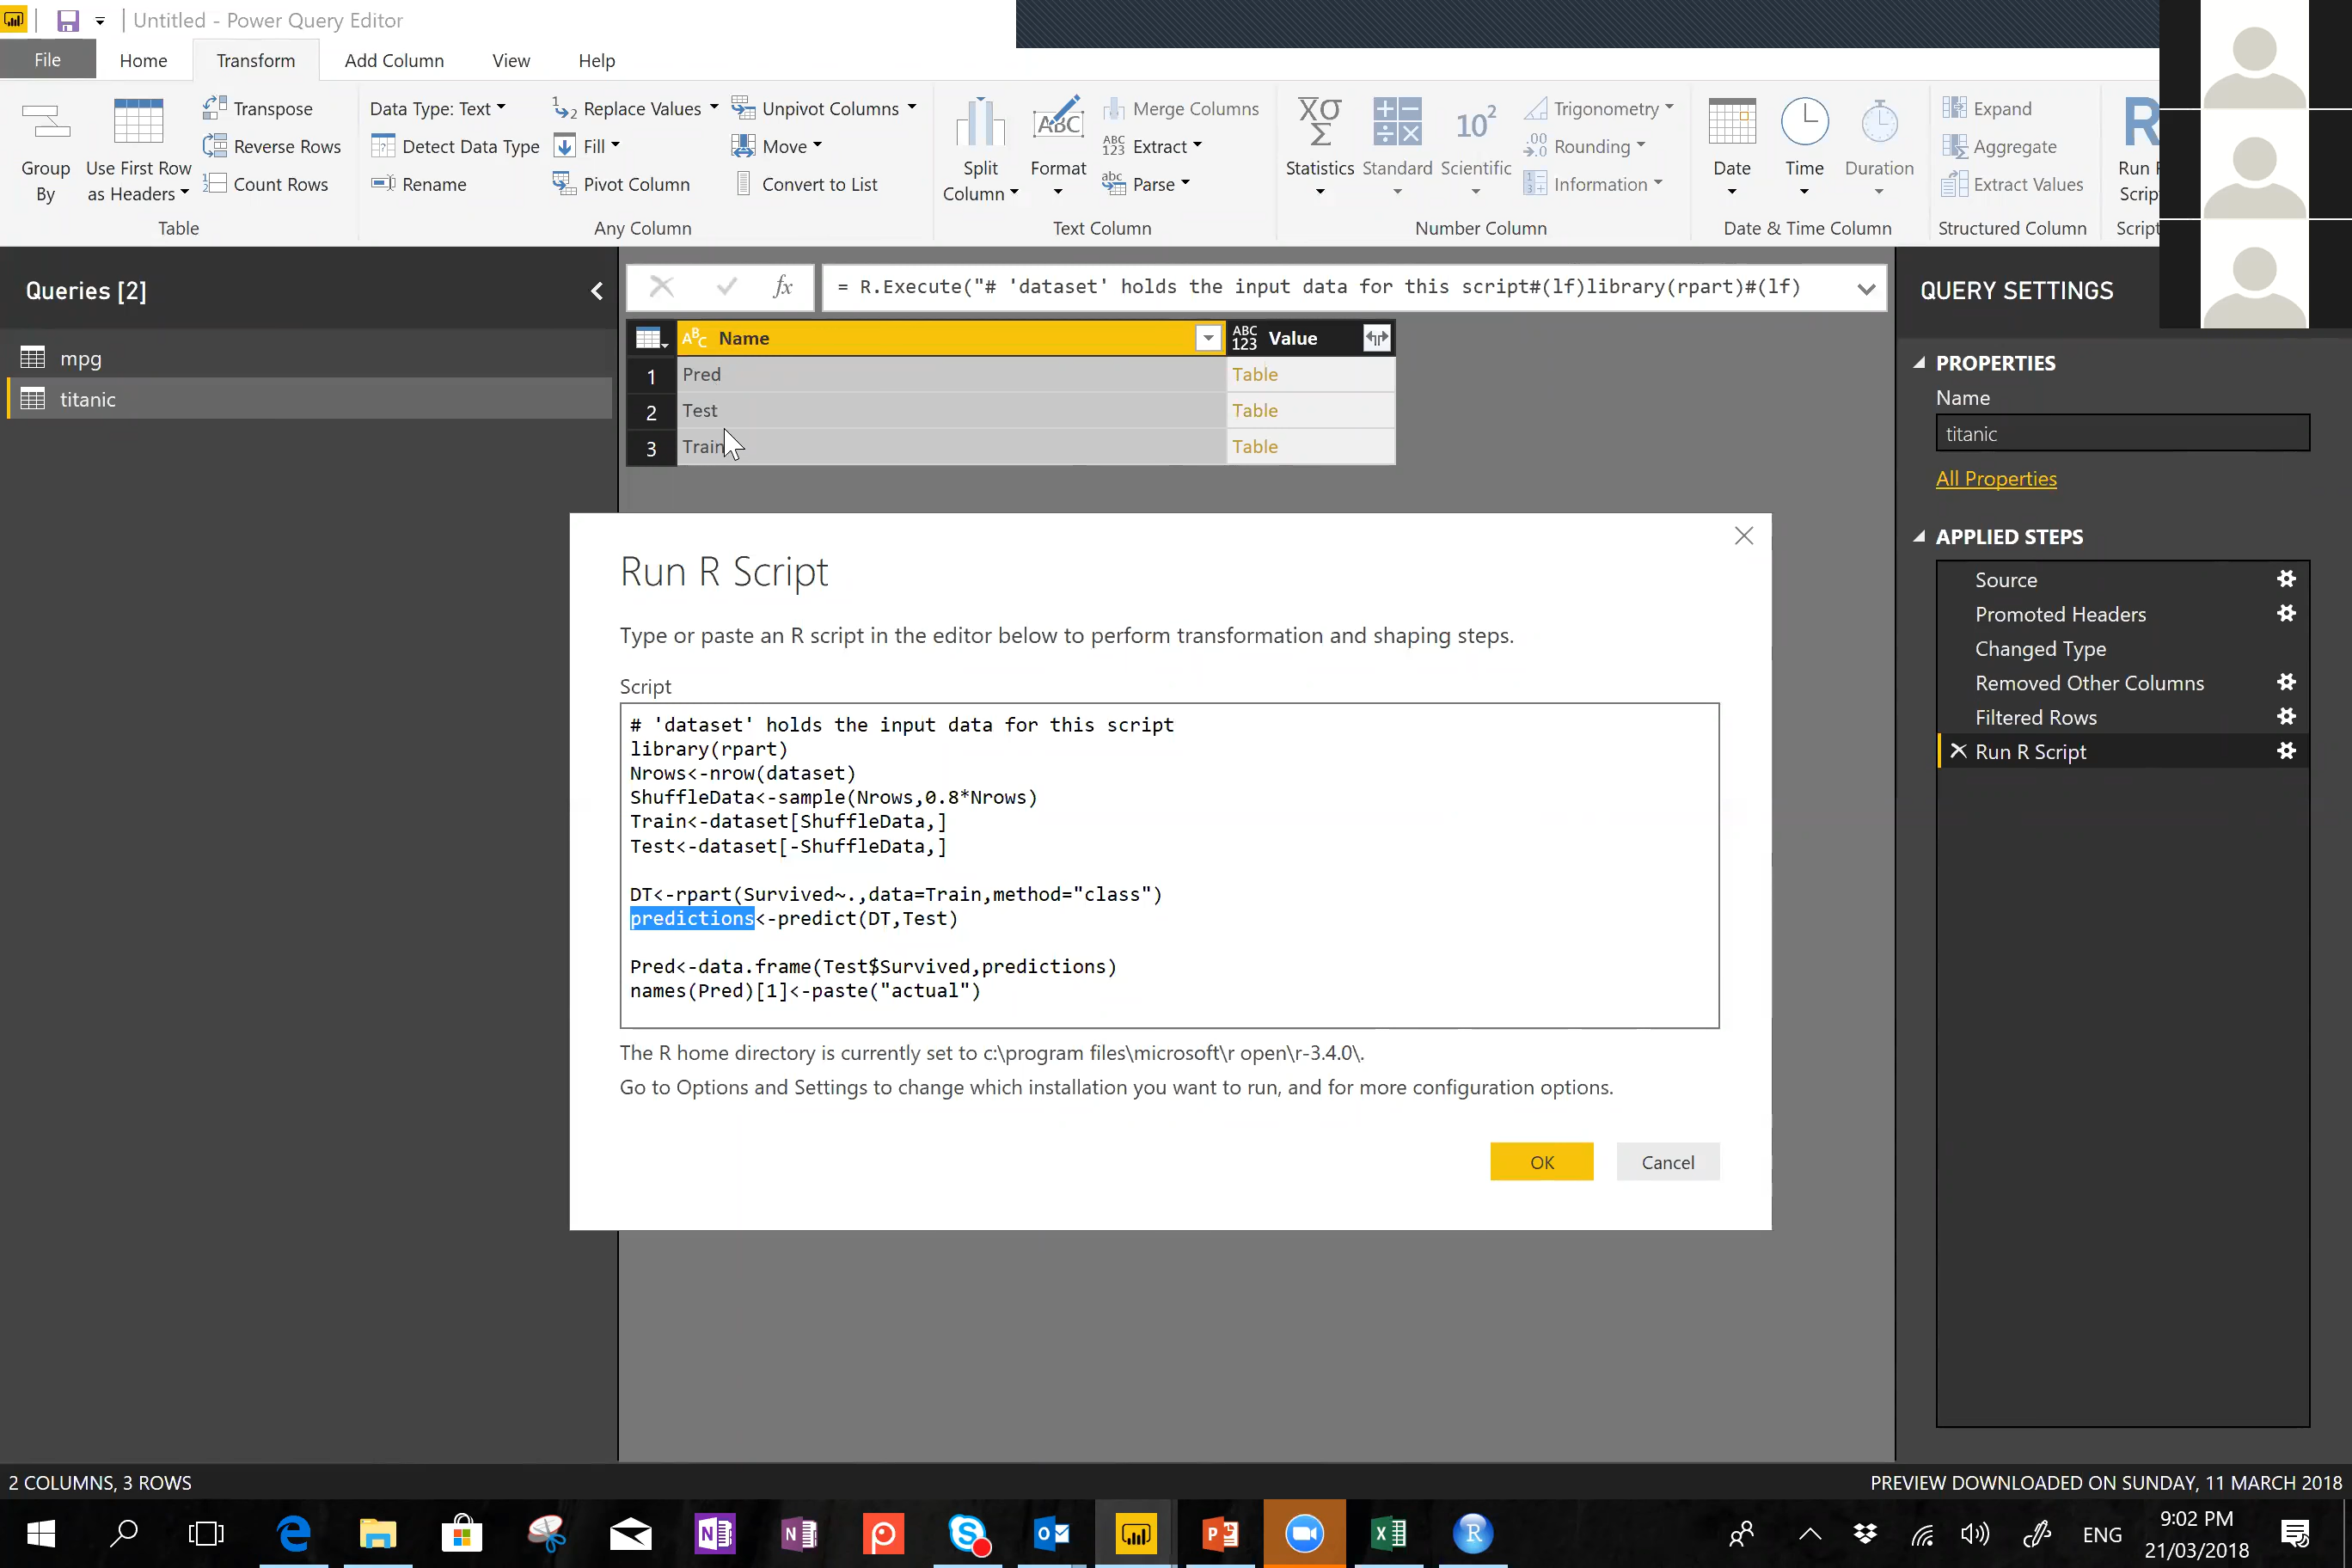 Untitled - Power Query Editor
File
Home
Transform
Add Column
View
Help
Group By
Use First Row as Headers
Transpose
Reverse Rows
Count Rows
Table
Data Type: Text
Detect Data Type
Rename
Replace Values
Fill
Pivot Column
Unpivot Columns
Move
Convert to List
Any Column
Split Column
ABC
Format
Merge Columns
ABC 123 Extract
abc Parse
Text Column
Statistics
Standard
10² Scientific
Trigonometry
Rounding
Information
Number Column
Date
Time
Duration
Date & Time Column
Expand
Aggregate
Extract Values
Structured Column
Run
Scrip
Script
Queries [2]
mpg
titanic
fx
= R.Execute("# 'dataset' holds the input data for this script#(lf)library(rpart)#(lf)
ABC Name
ABC 123 Value
1 Pred Table
2 Test Table
3 Train Table
Run R Script
Type or paste an R script in the editor below to perform transformation and shaping steps.
Script
# 'dataset' holds the input data for this script
library(rpart)
Nrows<-nrow(dataset)
ShuffleData<-sample(Nrows,0.8*Nrows)
Train<-dataset[ShuffleData,]
Test<-dataset[-ShuffleData,]
DT<-rpart(Survived~.,data=Train,method="class")
predictions<-predict(DT,Test)
Pred<-data.frame(Test$Survived,predictions)
names(Pred)[1]<-paste("actual")
The R home directory is currently set to c:\program files\microsoft\r open\r-3.4.0\.
Go to Options and Settings to change which installation you want to run, and for more configuration options.
OK
Cancel
QUERY SETTINGS
PROPERTIES
Name
titanic
All Properties
APPLIED STEPS
Source
Promoted Headers
Changed Type
Removed Other Columns
Filtered Rows
Run R Script
2 COLUMNS, 3 ROWS
PREVIEW DOWNLOADED ON SUNDAY, 11 MARCH 2018
ENG
9:02 PM
21/03/2018